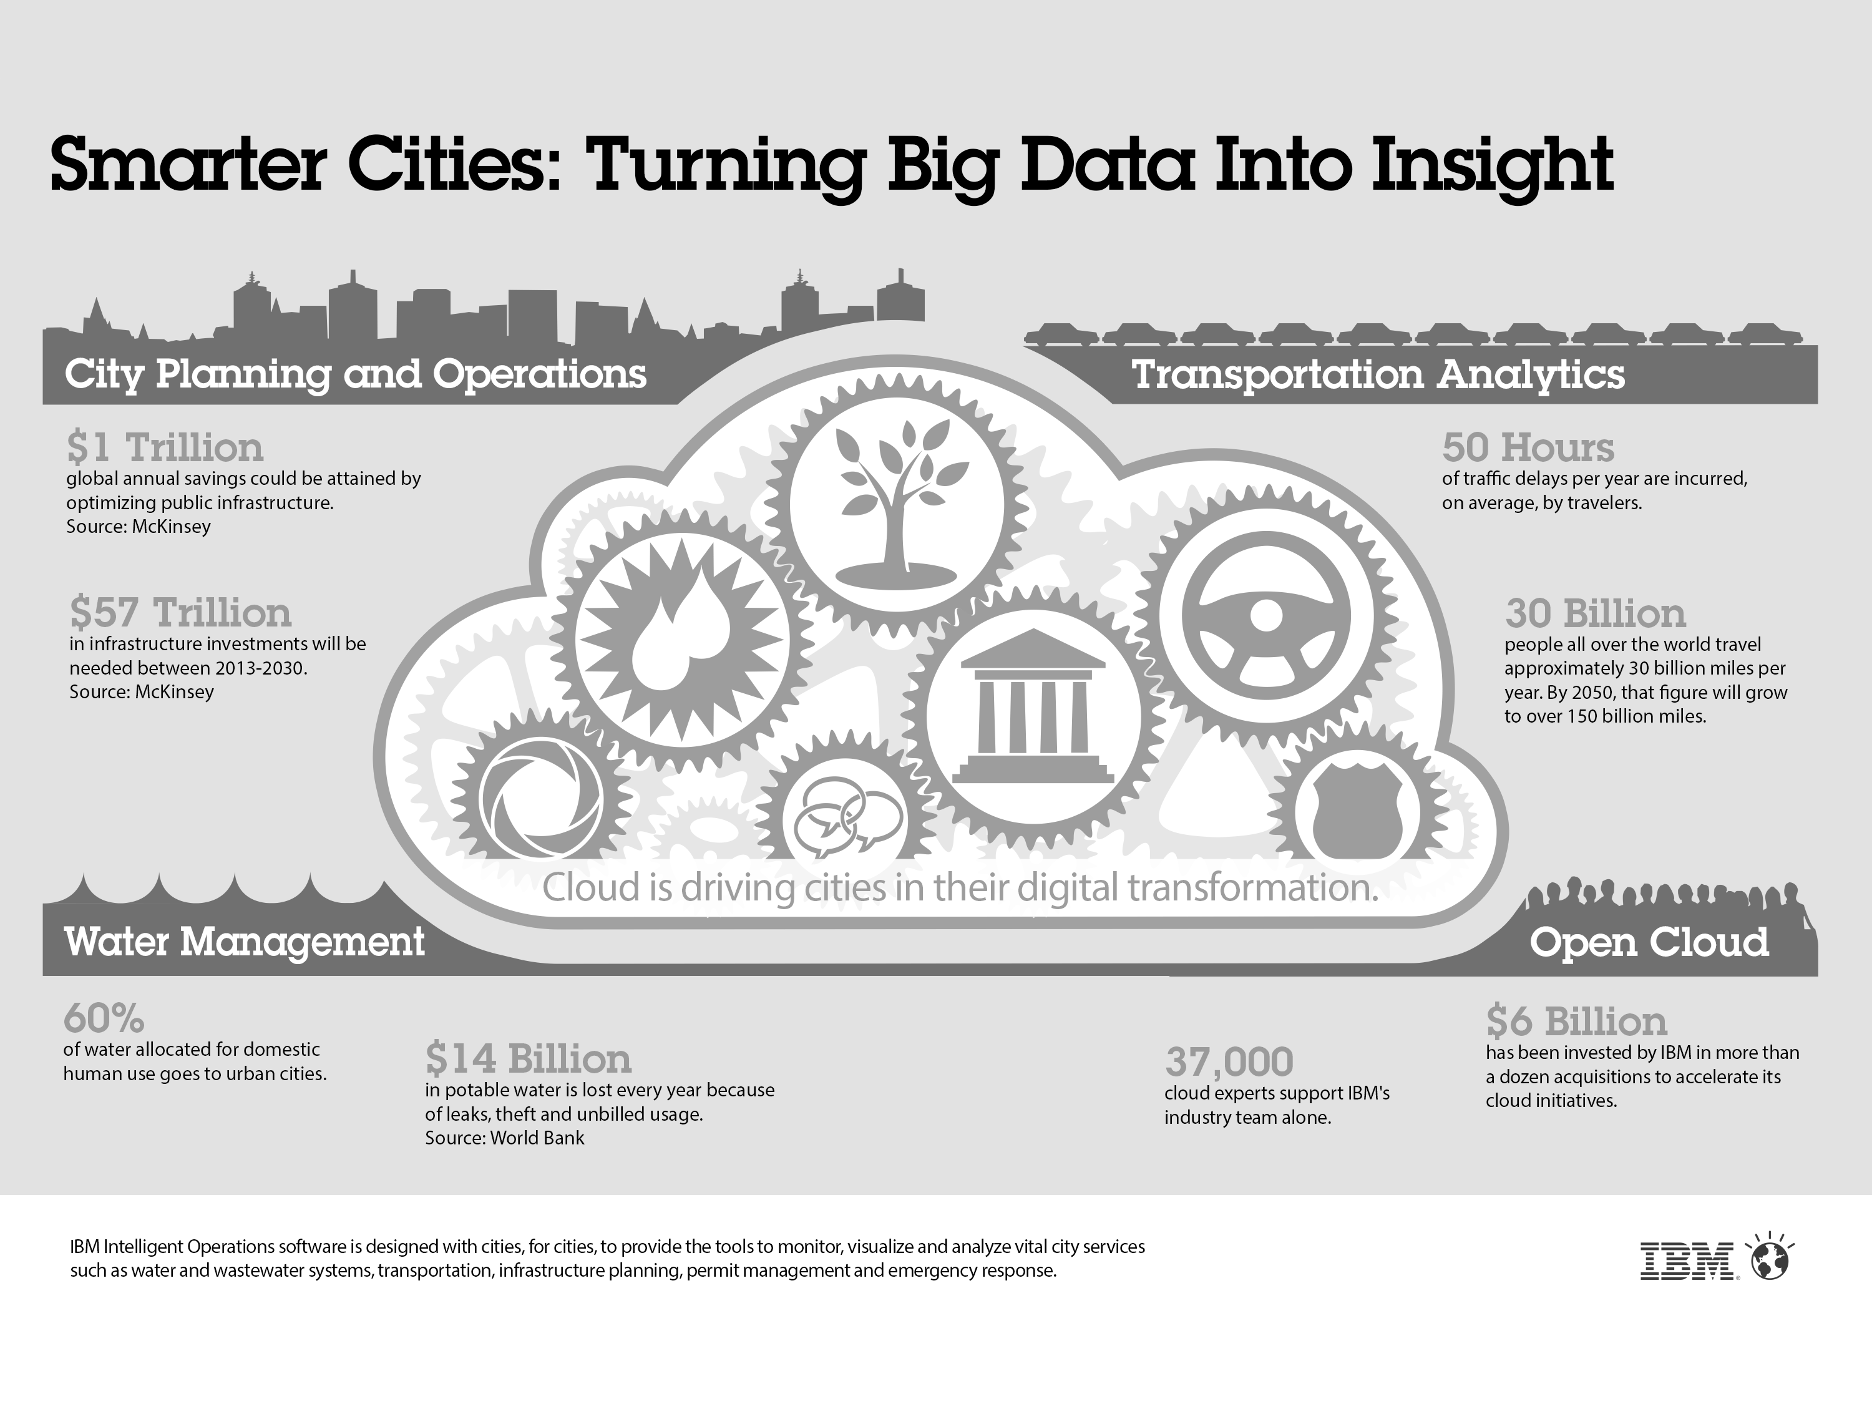 Smarter Cities: Turning Big Data Into Insight
City Planning and Operations
$1 Trillion
global annual savings could be attained by
optimizing public infrastructure.
Source: McKinsey
$57 Trillion
in infrastructure investments will be
needed between 2013-2030.
Source: McKinsey
Transportation Analytics
50 Hours
of traffic delays per year are incurred,
on average, by travelers.
30 Billion
people all over the world travel
approximately 30 billion miles per
year. By 2050, that figure will grow
to over 150 billion miles.
Cloud is driving cities in their digital transformation.
Water Management
60%
of water allocated for domestic
human use goes to urban cities.
$14 Billion
in potable water is lost every year because
of leaks, theft and unbilled usage.
Source: World Bank
Open Cloud
37,000
cloud experts support IBM's
industry team alone.
$6 Billion
has been invested by IBM in more than
a dozen acquisitions to accelerate its
cloud initiatives.
IBM Intelligent Operations software is designed with cities, for cities, to provide the tools to monitor, visualize and analyze vital city services
such as water and wastewater systems, transportation, infrastructure planning, permit management and emergency response.
IBM®